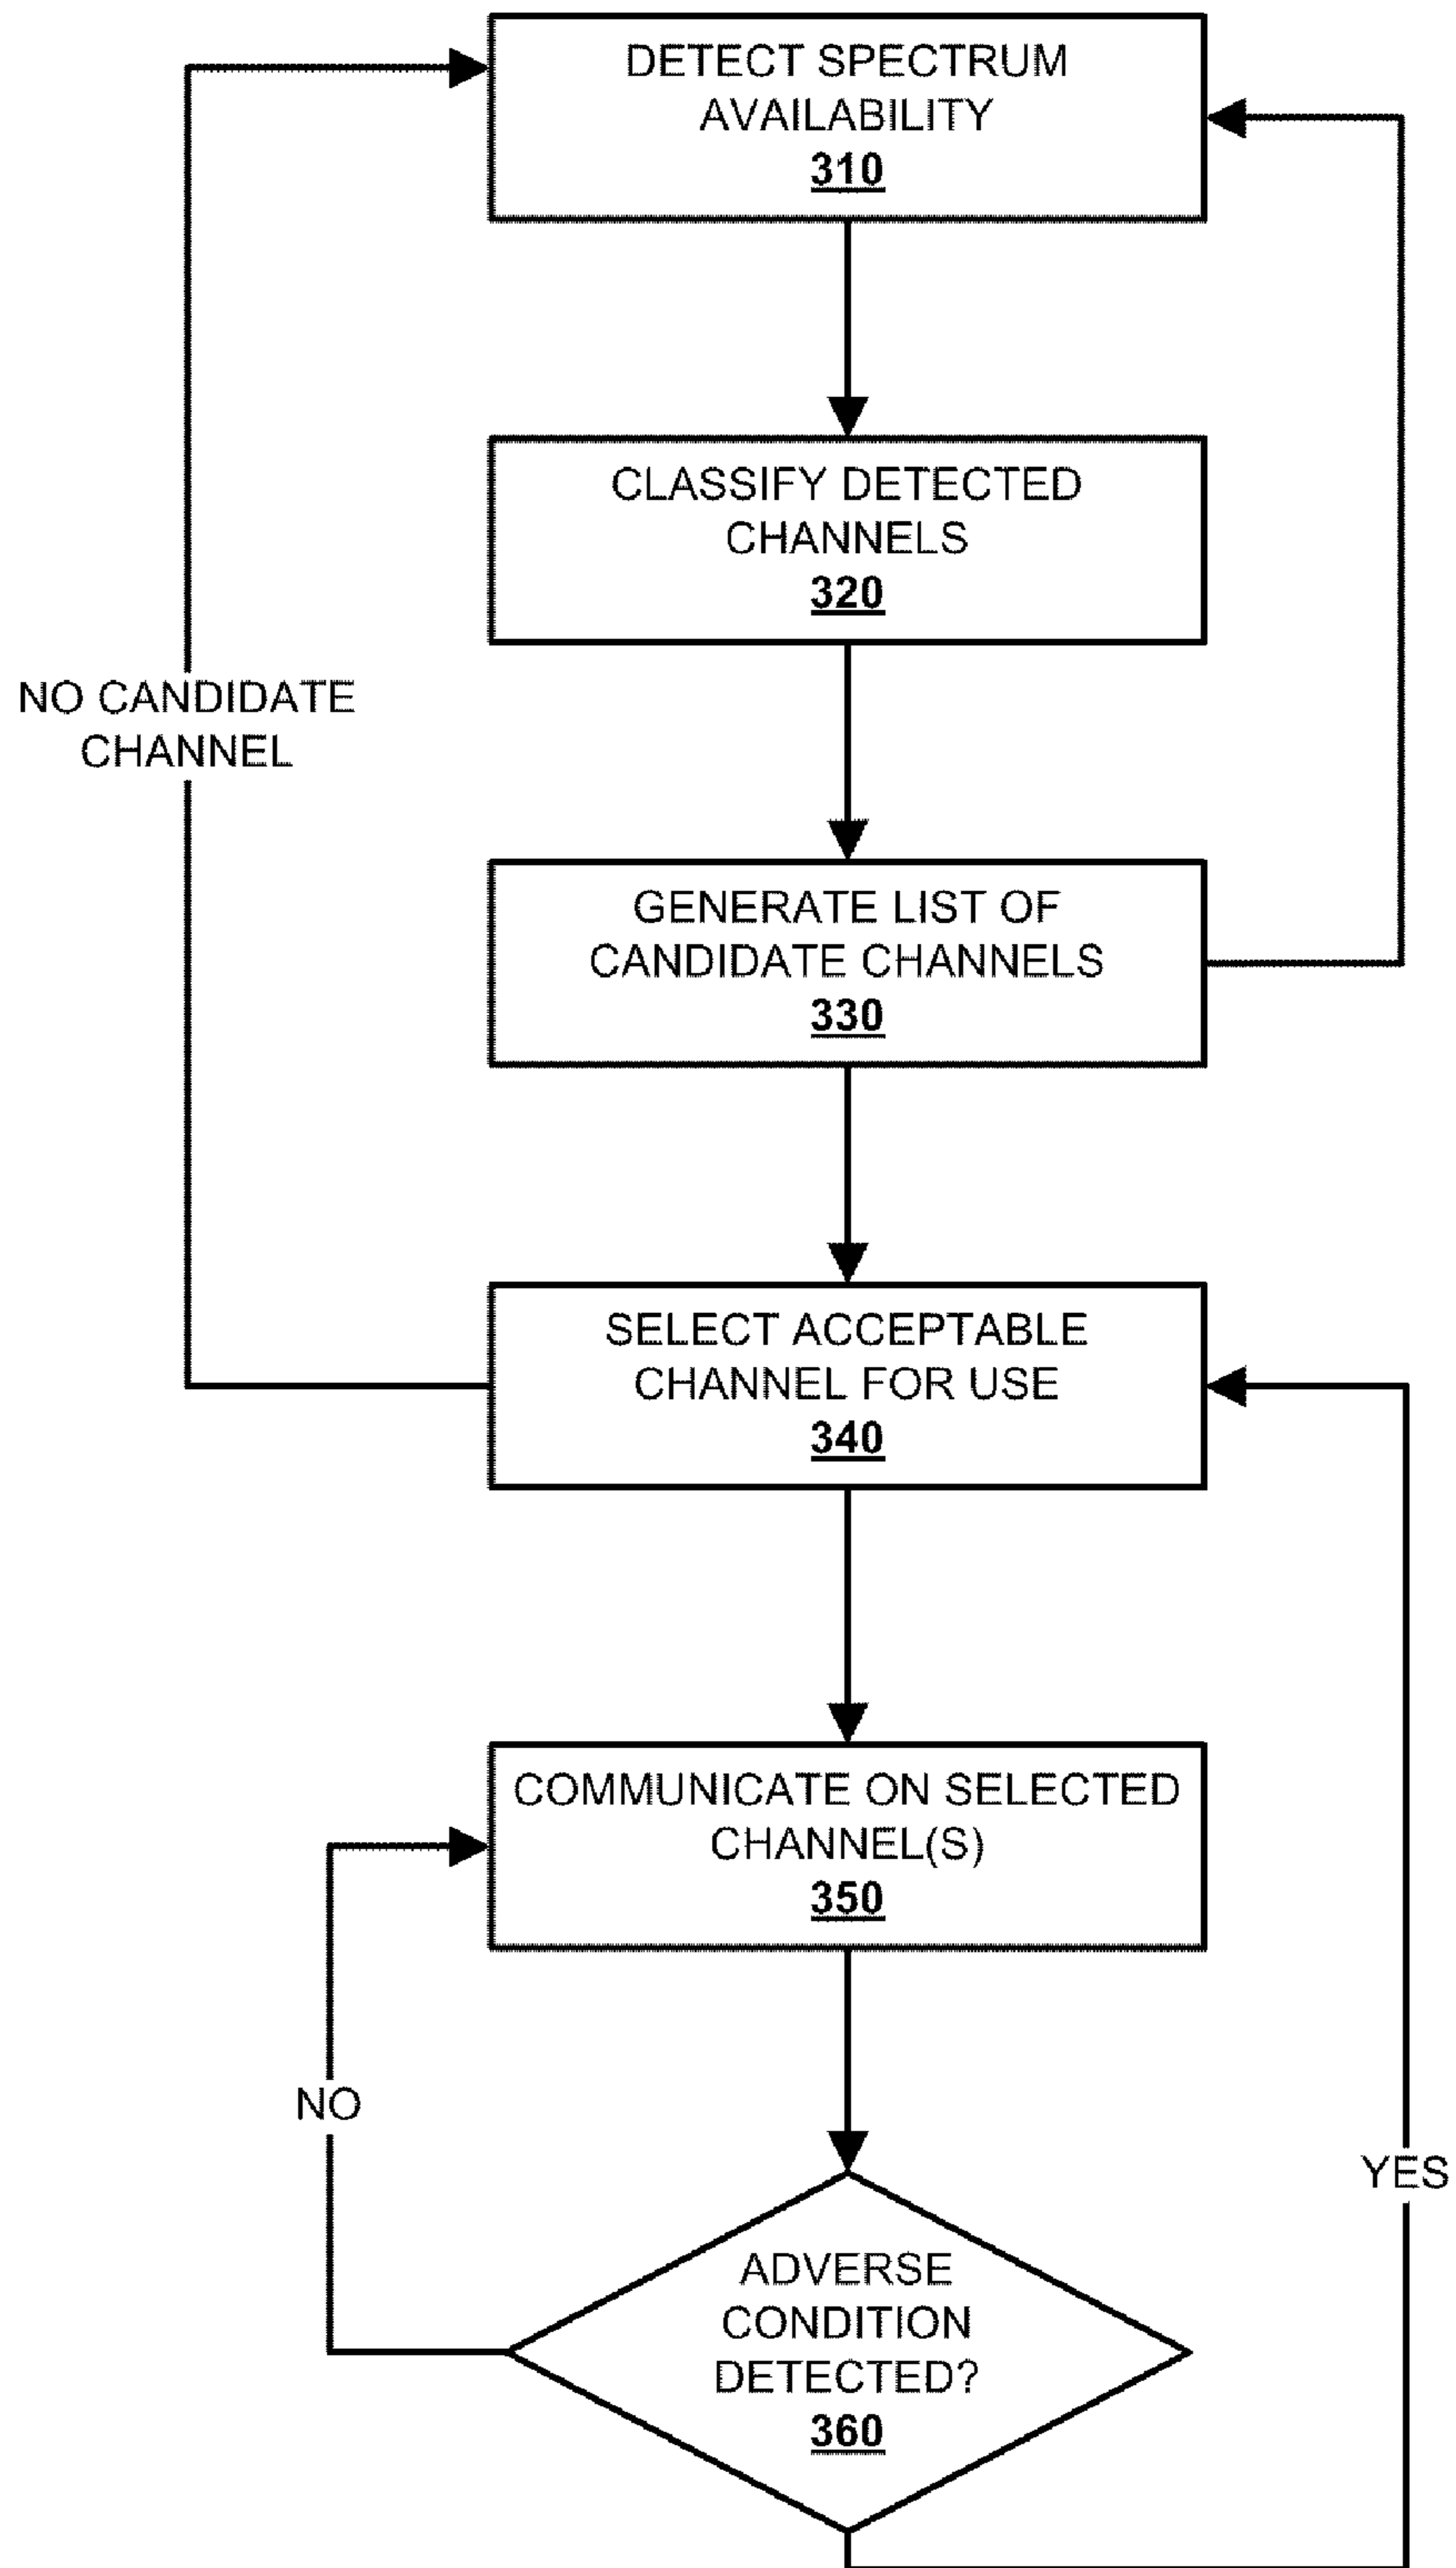 DETECT SPECTRUM
AVAILABILITY
310
CLASSIFY DETECTED
CHANNELS
320
NO CANDIDATE
CHANNEL
GENERATE LIST OF
CANDIDATE CHANNELS
330
SELECT ACCEPTABLE
CHANNEL FOR USE
340
COMMUNICATE ON SELECTED
CHANNEL(S)
350
NO
YES
ADVERSE
CONDITION
DETECTED?
360